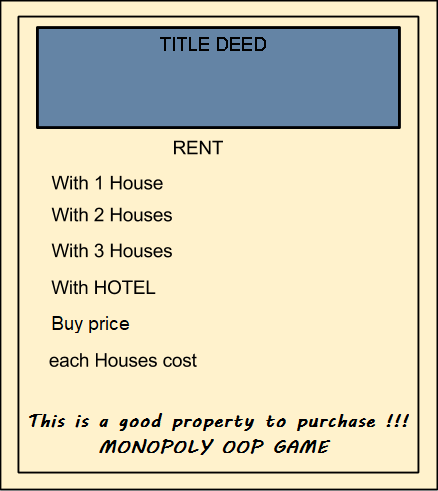 TITLE DEED
RENT
With 1 House
With 2 Houses
With 3 Houses
With HOTEL
Buy price
each Houses cost
This is a good property to purchase !!!
MONOPOLY OOP GAME